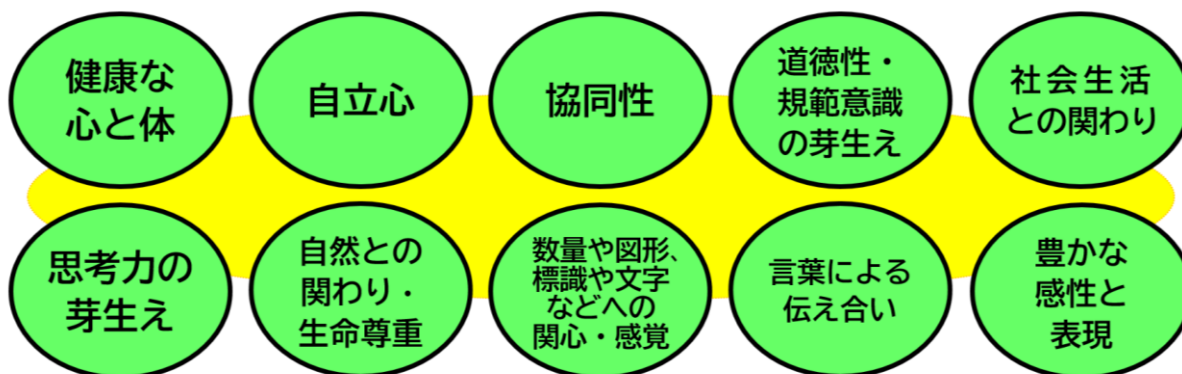 健康な
心と体
自立心
協同性
道徳性・
規範意識
の芽生え
社会生活
との関わり
思考力の
芽生え
自然との
関わり・
生命尊重
数量や図形、
標識や文字
などへの
関心・感覚
言葉による
伝え合い
豊かな
感性と
表現